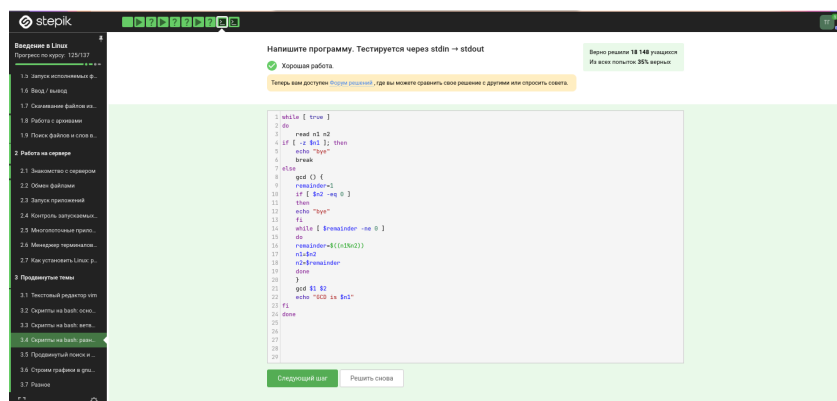 stepik
Введение в Linux
Прогресс по курсу: 125/137
1.5 Запуск исполняемых ф...
1.6 Ввод / вывод
1.7 Скачивание файлов из...
1.8 Работа с архивами
1.9 Поиск файлов и слов в...
2 Работа на сервере
2.1 Знакомство с сервером
2.2 Обмен файлами
2.3 Запуск приложений
2.4 Контроль запускаемых...
2.5 Многопоточные прило...
2.6 Менеджер терминалов...
2.7 Как установить Linux: р...
3 Продвинутые темы
3.1 Текстовый редактор vim
3.2 Скрипты на bash: осно...
3.3 Скрипты на bash: ветв...
3.4 Скрипты на bash: разн...
3.5 Продвинутый поиск и ...
3.6 Строим графики в gnu...
3.7 Разное
Напишите программу. Тестируется через stdin → stdout
Хорошая работа.
Верно решили 18 148 учащихся
Из всех попыток 35% верных
Теперь вам доступен Форум решений, где вы можете сравнить свое решение с другими или спросить совета.
1 while [ true ]
2 do
3 read n1 n2
4 if [ -z $n1 ]; then
5 echo "bye"
6 break
7 else
8 gcd () {
9 remainder=1
10 if [ $n2 -eq 0 ]
11 then
12 echo "bye"
13 fi
14 while [ $remainder -ne 0 ]
15 do
16 remainder=$((n1%n2))
17 n1=$n2
18 n2=$remainder
19 done
20 }
21 gcd $1 $2
22 echo "GCD is $n1"
23 fi
24 done
25
26
27
28
29
Следующий шаг
Решить снова